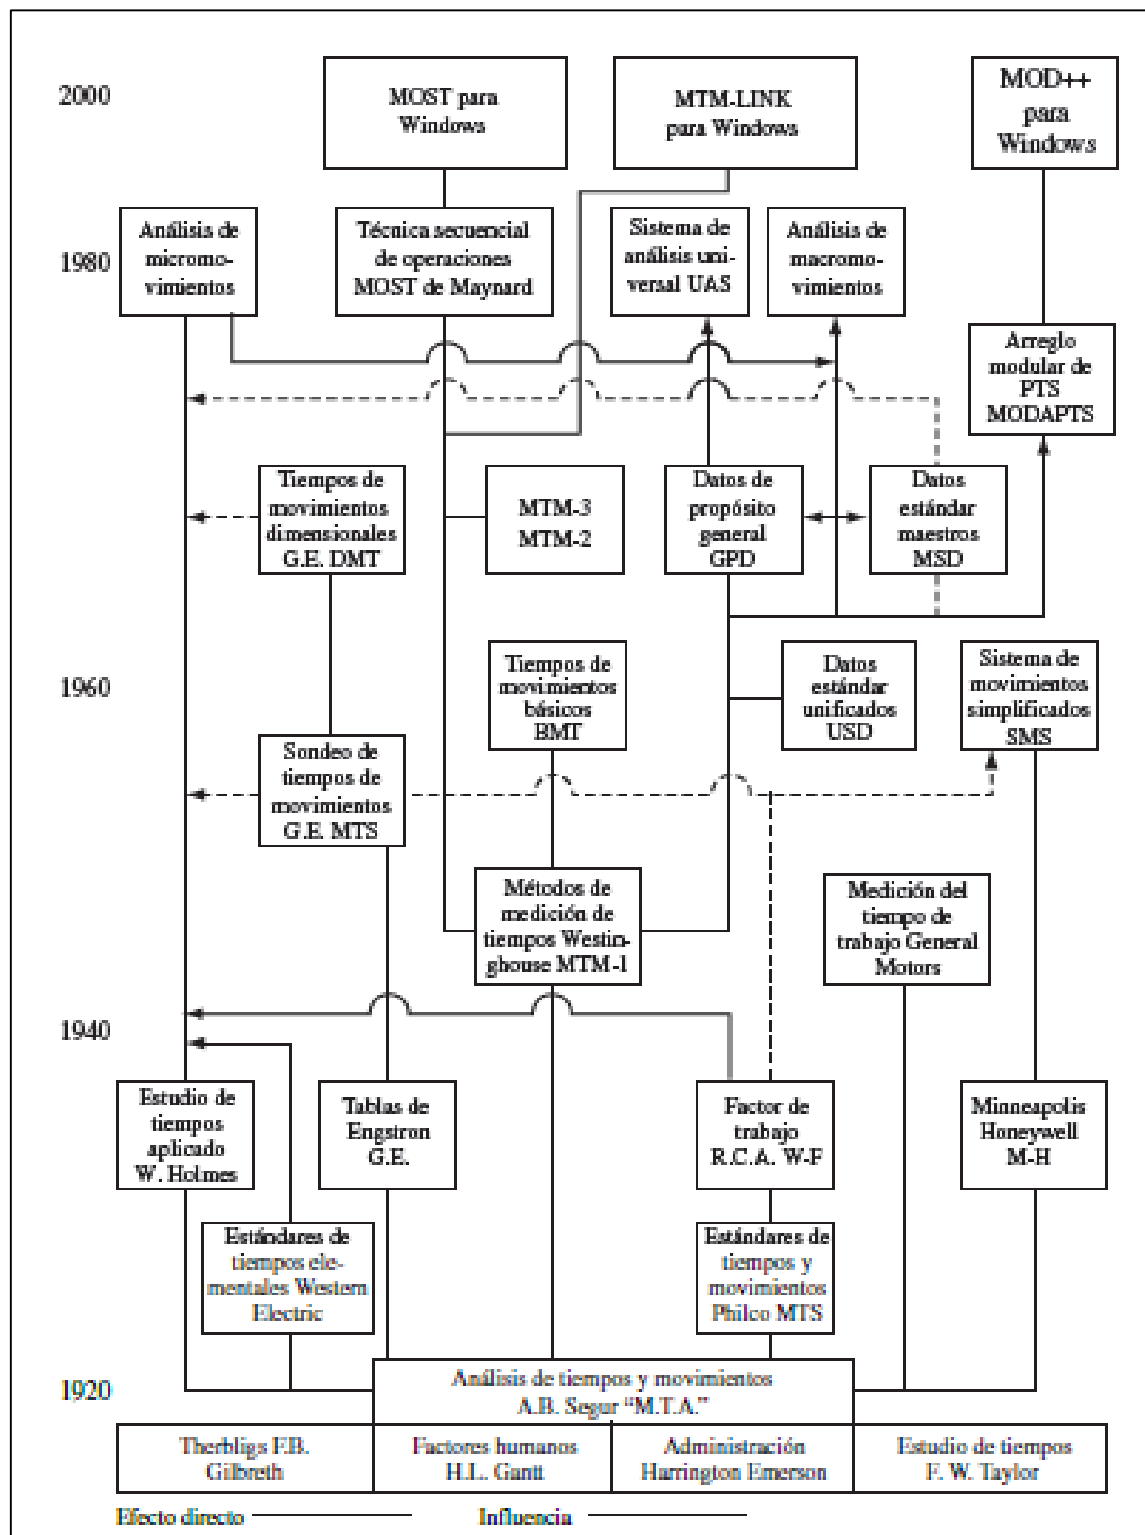 2000
MOST para
Windows
MTM-LINK
para Windows
MOD++
para
Windows
1980
Análisis de
micromo-
vimientos
Técnica secuencial
de operaciones
MOST de Maynard
Sistema de
análisis uni-
versal UAS
Análisis de
macromo-
vimientos
Arreglo
modular de
PTS
MODAPTS
Tiempos de
movimientos
dimensionales
G.E. DMT
MTM-3
MTM-2
Datos de
propósito
general
GPD
Datos
estándar
maestros
MSD
1960
Tiempos de
movimientos
básicos
BMT
Datos
estándar
unificados
USD
Sistema de
movimientos
simplificados
SMS
Sondeo de
tiempos de
movimientos
G.E. MTS
Métodos de
medición de
tiempos Westin-
ghouse MTM-1
Medición del
tiempo de
trabajo General
Motors
1940
Estudio de
tiempos
aplicado
W. Holmes
Tablas de
Engstron
G.E.
Factor de
trabajo
R.C.A. W-F
Minneapolis
Honeywell
M-H
Estándares de
tiempos ele-
mentales Western
Electric
Estándares de
tiempos y
movimientos
Philco MTS
1920
Análisis de tiempos y movimientos
A.B. Segur “M.T.A.”
Therbligs F.B.
Gilbreth
Factores humanos
H.L. Gantt
Administración
Harrington Emerson
Estudio de tiempos
F. W. Taylor
Efecto directo
Influencia